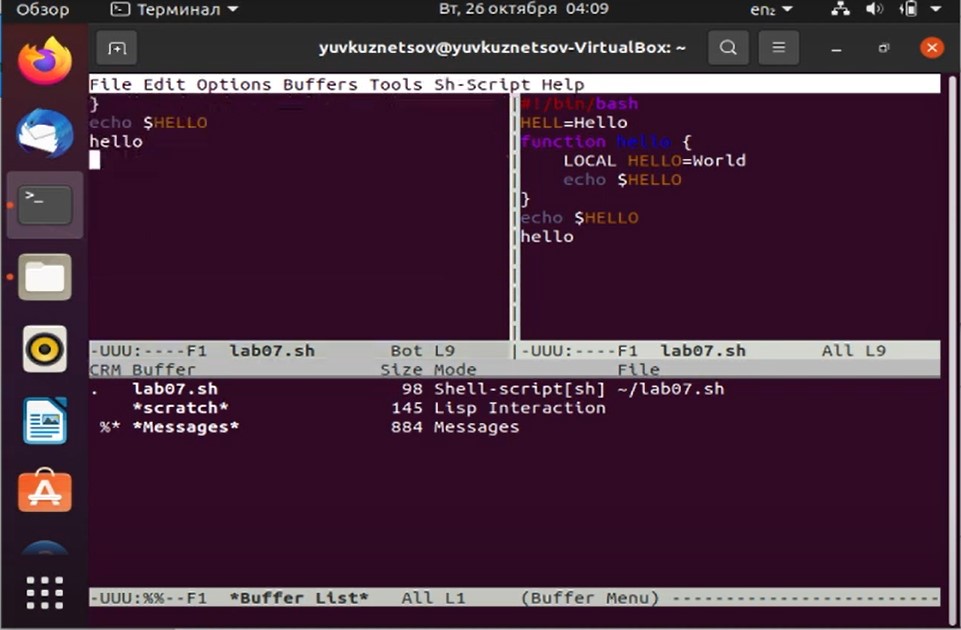 Обзор Терминал Вт, 26 октября 04:09 en₂
yuvkuznetsov@yuvkuznetsov-VirtualBox: ~
File Edit Options Buffers Tools Sh-Script Help
}
echo $HELLO
hello
#!/bin/bash
HELL=Hello
function hello {
LOCAL HELLO=World
echo $HELLO
}
echo $HELLO
hello
-UUU:----F1 lab07.sh Bot L9
|-UUU:----F1 lab07.sh All L9
CRM Buffer Size Mode File
. lab07.sh 98 Shell-script[sh] ~/lab07.sh
*scratch* 145 Lisp Interaction
%* *Messages* 884 Messages
-UUU:%%--F1 *Buffer List* All L1 (Buffer Menu) -------------------------